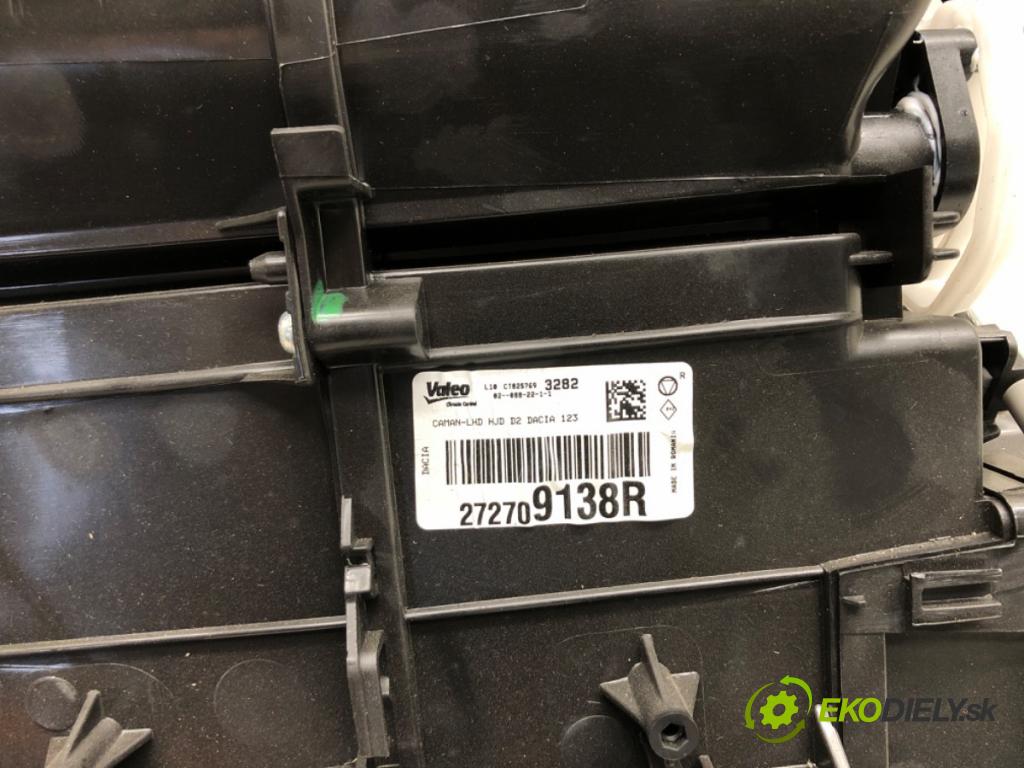 Valeo L10 CT825769 3282 R
Climate Control 02--088-22-1-1
CAMAN-LHD HJD D2 DACIA 123
DACIA
MADE IN ROMANIA
272709138R
EKODIELY.sk